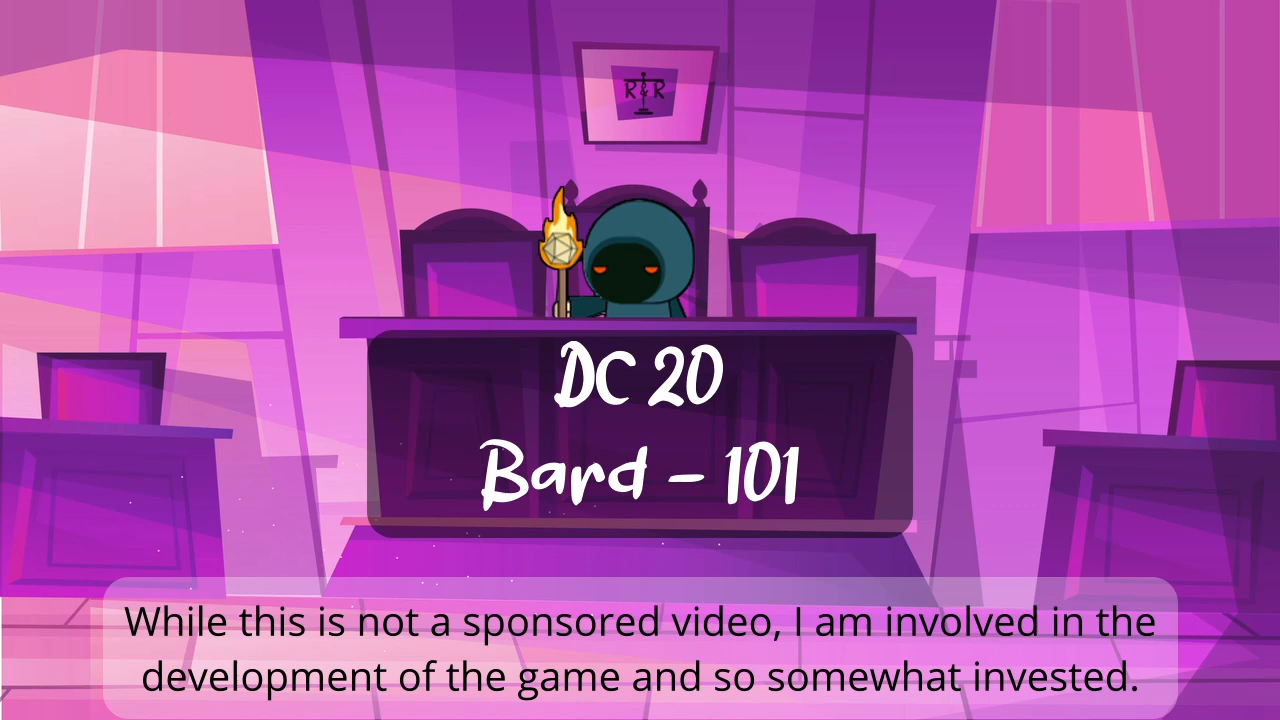 R&R
DC 20
Bard - 101
While this is not a sponsored video, I am involved in the
development of the game and so somewhat invested.